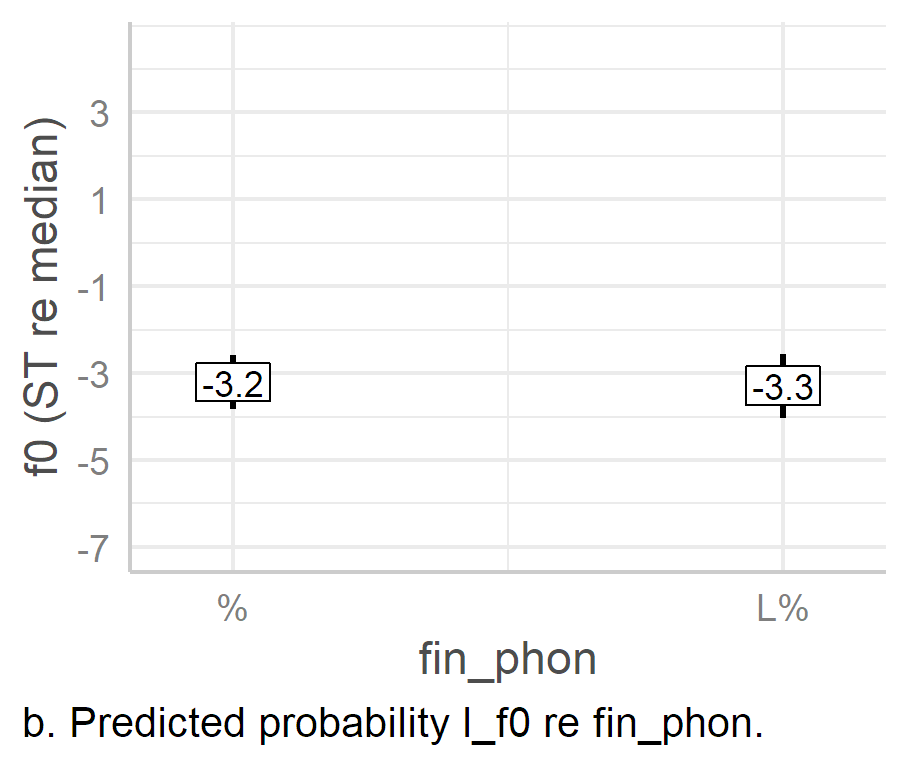 f0 (ST re median)
3
1
-1
-3
-5
-7
-3.2
-3.3
%
L%
fin_phon
b. Predicted probability l_f0 re fin_phon.